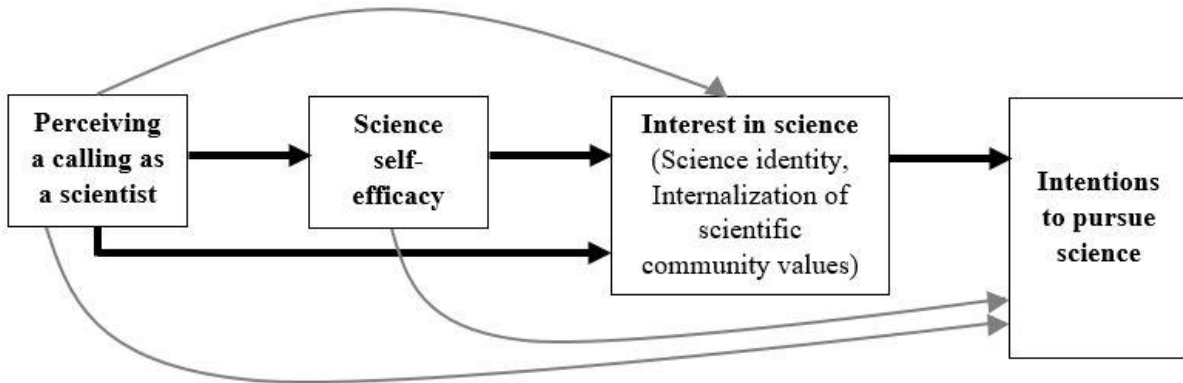 Perceiving
a calling as
a scientist
Science
self-
efficacy
Interest in science
(Science identity,
Internalization of
scientific
community values)
Intentions
to pursue
science